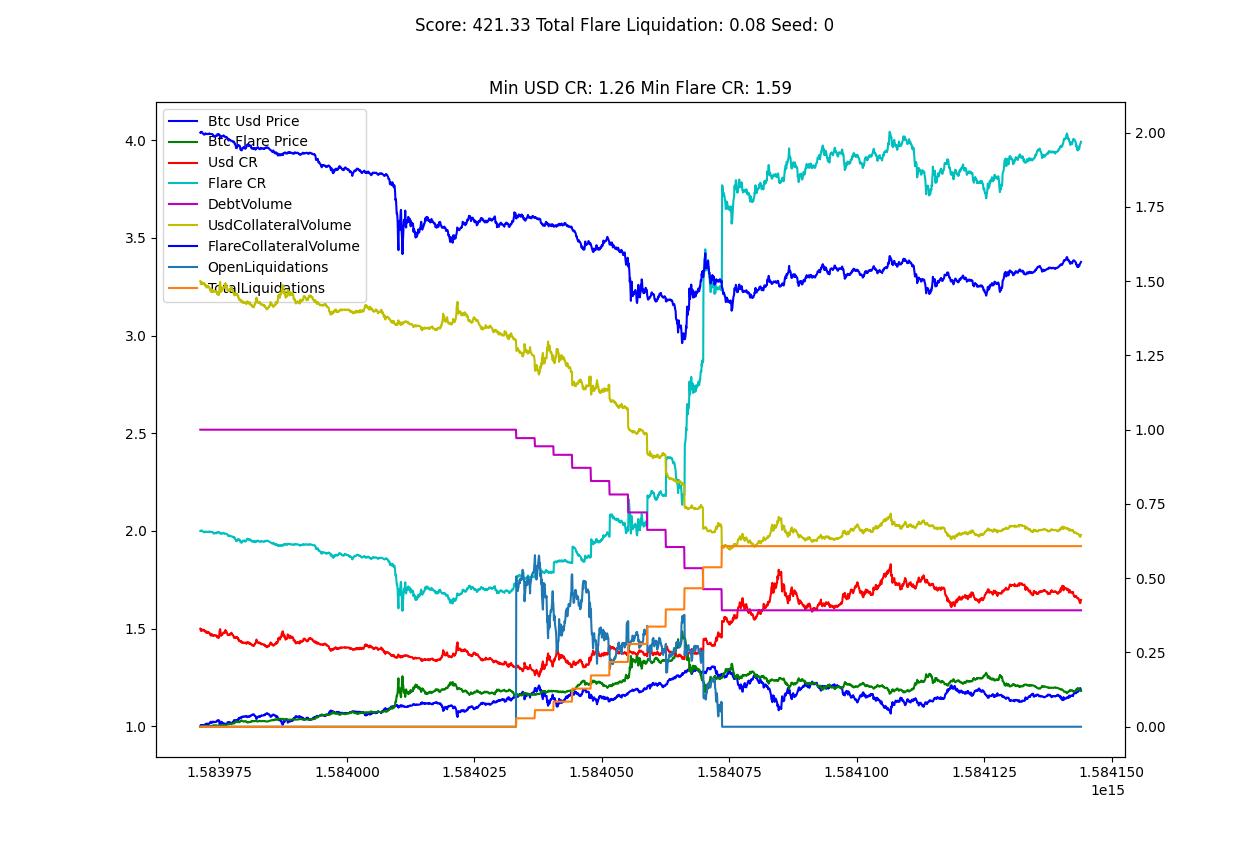 Score: 421.33 Total Flare Liquidation: 0.08 Seed: 0
Min USD CR: 1.26 Min Flare CR: 1.59
Btc Usd Price
Btc Flare Price
Usd CR
Flare CR
DebtVolume
UsdCollateralVolume
FlareCollateralVolume
OpenLiquidations
TotalLiquidations
4.0
3.5
3.0
2.5
2.0
1.5
1.0
2.00
1.75
1.50
1.25
1.00
0.75
0.50
0.25
0.00
1.583975 1.584000 1.584025 1.584050 1.584075 1.584100 1.584125 1.584150
1e15